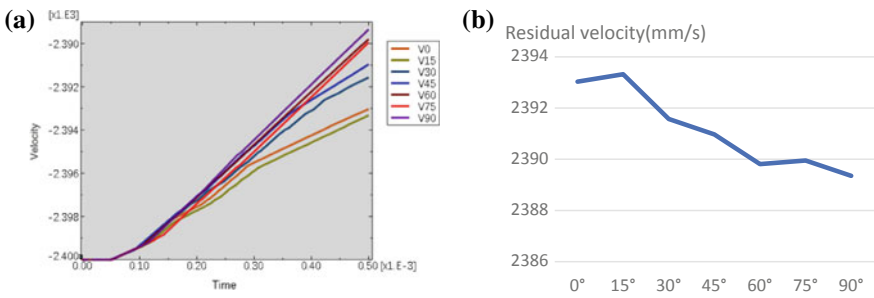 (a)
[x1.E3]
-2.390
-2.392
-2.394
-2.396
-2.398
-2.400
Velocity
0.00 0.10 0.20 0.30 0.40 0.50 [x1.E-3]
Time
V0
V15
V30
V45
V60
V75
V90
(b)
Residual velocity(mm/s)
2394
2392
2390
2388
2386
0° 15° 30° 45° 60° 75° 90°